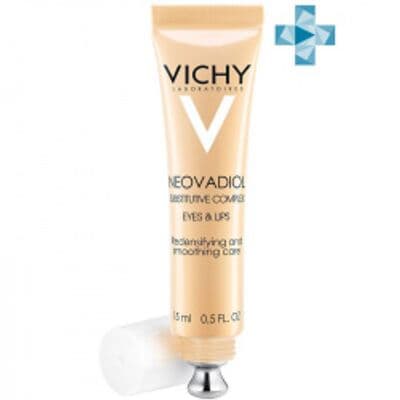 VICHY
LABORATOIRES
V
NEOVADIOL
SUBSTITUTIVE COMPLEX
EYES & LIPS
Redensifying and
smoothing care
15 ml 0.5 FL. OZ